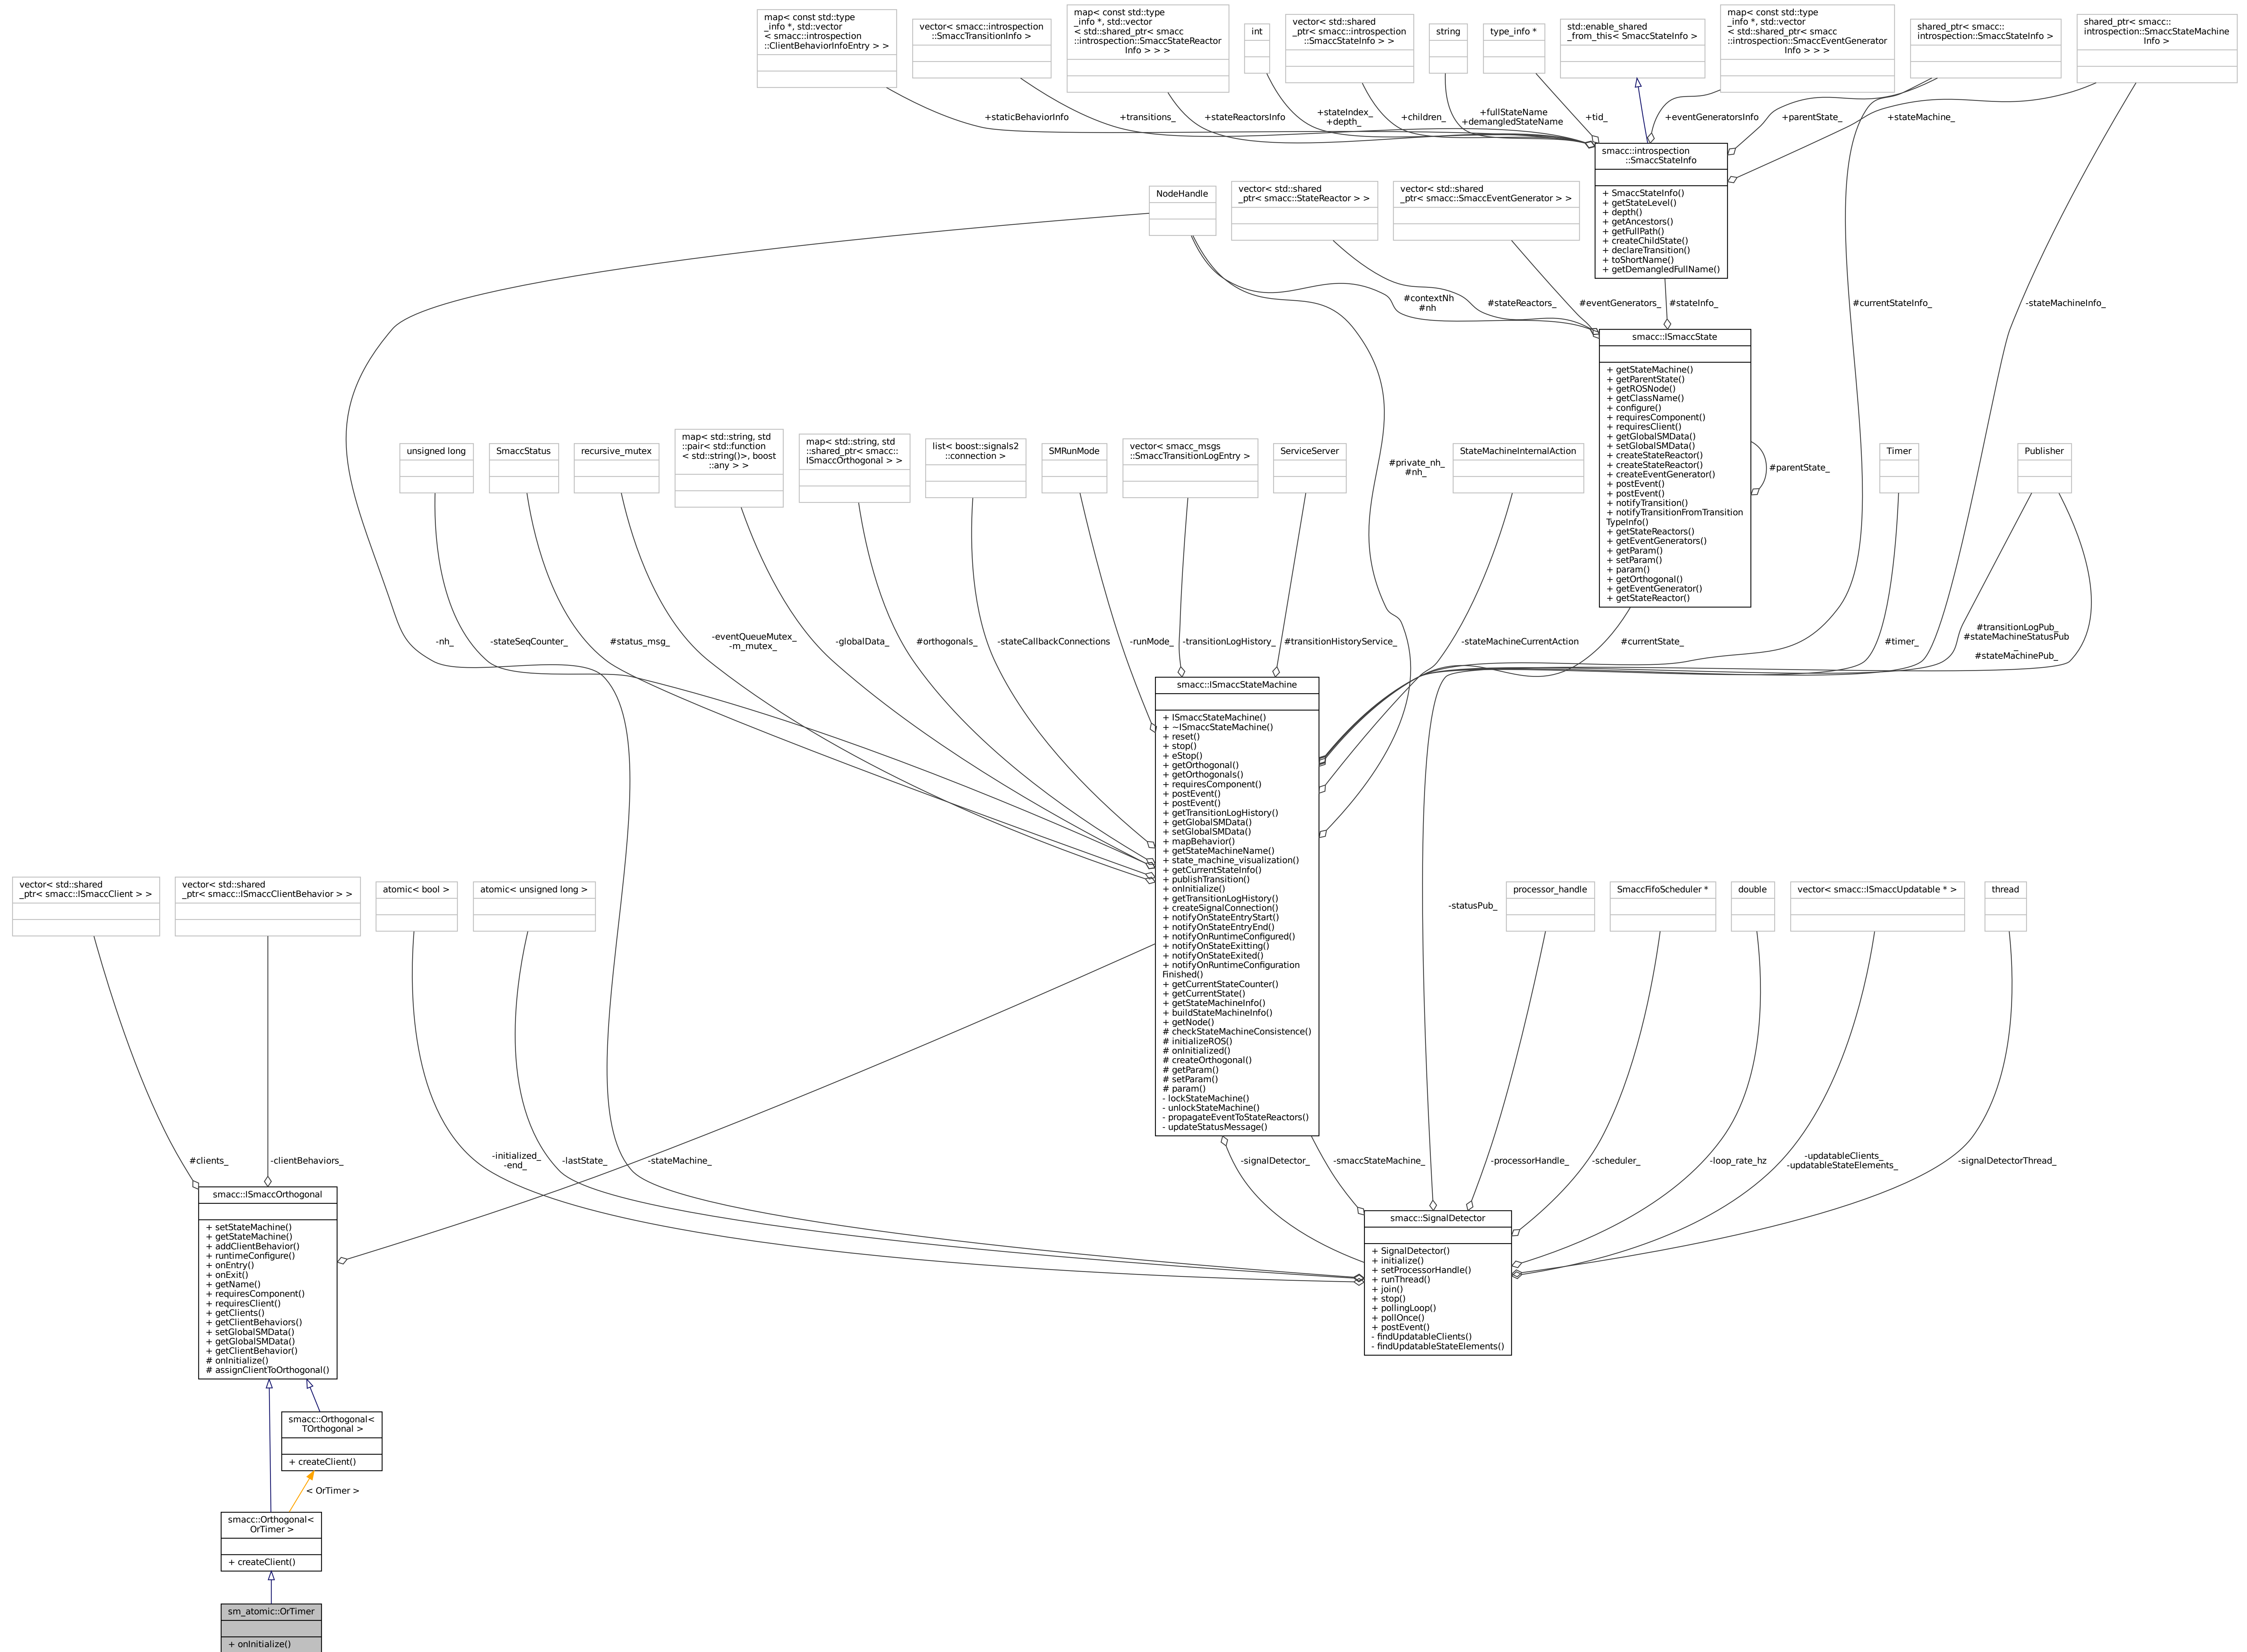 map< const std::type
_info *, std::vector
< smacc::introspection
::ClientBehaviorInfoEntry > >
vector< smacc::introspection
::SmaccTransitionInfo >
map< const std::type
_info *, std::vector
< std::shared_ptr< smacc
::introspection::SmaccStateReactor
Info > > >
int
vector< std::shared
_ptr< smacc::introspection
::SmaccStateInfo > >
string
type_info *
std::enable_shared
_from_this< SmaccStateInfo >
map< const std::type
_info *, std::vector
< std::shared_ptr< smacc
::introspection::SmaccEventGenerator
Info > > >
shared_ptr< smacc::
introspection::SmaccStateInfo >
shared_ptr< smacc::
introspection::SmaccStateMachine
Info >
+staticBehaviorInfo
+transitions_
+stateReactorsInfo
+stateIndex_
+depth_
+children_
+fullStateName
+demangledStateName
+tid_
+eventGeneratorsInfo
+parentState_
+stateMachine_
smacc::introspection
::SmaccStateInfo
+ SmaccStateInfo()
+ getStateLevel()
+ depth()
+ getAncestors()
+ getFullPath()
+ createChildState()
+ declareTransition()
+ toShortName()
+ getDemangledFullName()
NodeHandle
vector< std::shared
_ptr< smacc::StateReactor > >
vector< std::shared
_ptr< smacc::SmaccEventGenerator > >
#contextNh
#nh
#stateReactors_
#eventGenerators_
#stateInfo_
#currentStateInfo_
-stateMachineInfo_
smacc::ISmaccState
+ getStateMachine()
+ getParentState()
+ getROSNode()
+ getClassName()
+ configure()
+ requiresComponent()
+ requiresClient()
+ getGlobalSMData()
+ setGlobalSMData()
+ createStateReactor()
+ createStateReactor()
+ createEventGenerator()
+ postEvent()
+ postEvent()
+ notifyTransition()
+ notifyTransitionFromTransition
TypeInfo()
+ getStateReactors()
+ getEventGenerators()
+ getParam()
+ setParam()
+ param()
+ getOrthogonal()
+ getEventGenerator()
+ getStateReactor()
#parentState_
unsigned long
SmaccStatus
recursive_mutex
map< std::string, std
::pair< std::function
< std::string()>, boost
::any > >
map< std::string, std
::shared_ptr< smacc::
ISmaccOrthogonal > >
list< boost::signals2
::connection >
SMRunMode
vector< smacc_msgs
::SmaccTransitionLogEntry >
ServiceServer
#private_nh_
#nh_
StateMachineInternalAction
Timer
Publisher
-nh_
-stateSeqCounter_
#status_msg_
-eventQueueMutex_
-m_mutex_
-globalData_
#orthogonals_
-stateCallbackConnections
-runMode_
-transitionLogHistory_
#transitionHistoryService_
-stateMachineCurrentAction
#currentState_
#timer_
#transitionLogPub_
#stateMachineStatusPub
_
#stateMachinePub_
smacc::ISmaccStateMachine
+ ISmaccStateMachine()
+ ~ISmaccStateMachine()
+ reset()
+ stop()
+ eStop()
+ getOrthogonal()
+ getOrthogonals()
+ requiresComponent()
+ postEvent()
+ postEvent()
+ getTransitionLogHistory()
+ getGlobalSMData()
+ setGlobalSMData()
+ mapBehavior()
+ getStateMachineName()
+ state_machine_visualization()
+ getCurrentStateInfo()
+ publishTransition()
+ onInitialize()
+ getTransitionLogHistory()
+ createSignalConnection()
+ notifyOnStateEntryStart()
+ notifyOnStateEntryEnd()
+ notifyOnRuntimeConfigured()
+ notifyOnStateExitting()
+ notifyOnStateExited()
+ notifyOnRuntimeConfiguration
Finished()
+ getCurrentStateCounter()
+ getCurrentState()
+ getStateMachineInfo()
+ buildStateMachineInfo()
+ getNode()
# checkStateMachineConsistence()
# initializeROS()
# onInitialized()
# createOrthogonal()
# getParam()
# setParam()
# param()
- lockStateMachine()
- unlockStateMachine()
- propagateEventToStateReactors()
- updateStatusMessage()
vector< std::shared
_ptr< smacc::ISmaccClient > >
vector< std::shared
_ptr< smacc::ISmaccClientBehavior > >
atomic< bool >
atomic< unsigned long >
-statusPub_
processor_handle
SmaccFifoScheduler *
double
vector< smacc::ISmaccUpdatable * >
thread
#clients_
-clientBehaviors_
-initialized_
-end_
-lastState_
-stateMachine_
-signalDetector_
-smaccStateMachine_
-processorHandle_
-scheduler_
-loop_rate_hz
-updatableClients_
-updatableStateElements_
-signalDetectorThread_
smacc::ISmaccOrthogonal
+ setStateMachine()
+ getStateMachine()
+ addClientBehavior()
+ runtimeConfigure()
+ onEntry()
+ onExit()
+ getName()
+ requiresComponent()
+ requiresClient()
+ getClients()
+ getClientBehaviors()
+ setGlobalSMData()
+ getGlobalSMData()
+ getClientBehavior()
# onInitialize()
# assignClientToOrthogonal()
smacc::SignalDetector
+ SignalDetector()
+ initialize()
+ setProcessorHandle()
+ runThread()
+ join()
+ stop()
+ pollingLoop()
+ pollOnce()
+ postEvent()
- findUpdatableClients()
- findUpdatableStateElements()
smacc::Orthogonal<
TOrthogonal >
+ createClient()
< OrTimer >
smacc::Orthogonal<
OrTimer >
+ createClient()
sm_atomic::OrTimer
+ onInitialize()